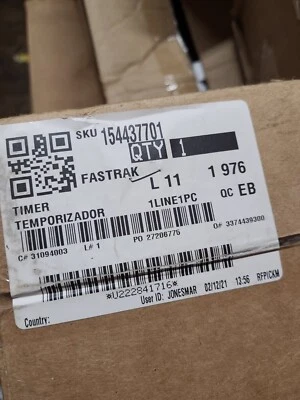 SKU 154437701
QTY 1
FASTRAK L 11 1 976
TIMER
TEMPORIZADOR 1LINE1PC QC EB
C# 31094003 L# 1 PO 27206775 O# 3374439300
*U222841716*
Country: User ID: JONESMAR 02/12/21 13:56 RFPICKM